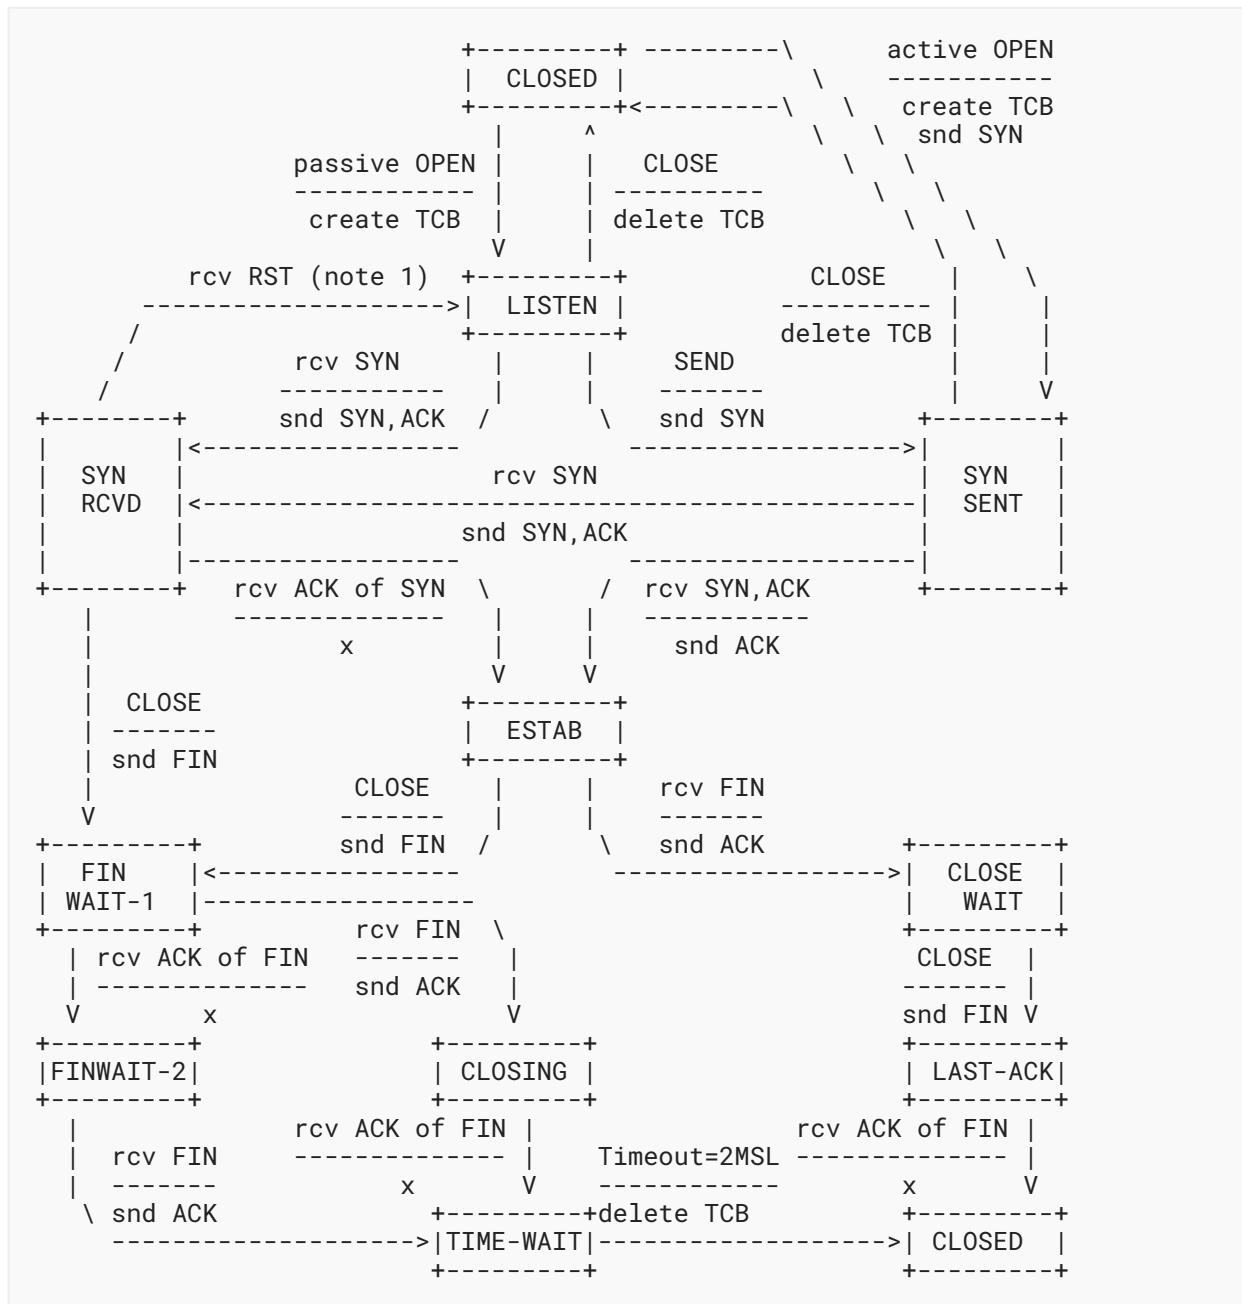 +---------+ ---------\      active OPEN
|  CLOSED |            \    -----------
+---------+<---------\   \   create TCB
  |     ^              \   \  snd SYN
passive OPEN |     |   CLOSE        \   \
------------ |     | ----------       \   \
create TCB  |     | delete TCB         \   \
V     |                      \   \
rcv RST (note 1)  +---------+            CLOSE    |    \
-------------------->|  LISTEN |          ---------- |     |
/                     +---------+          delete TCB |     |
/           rcv SYN      |     |     SEND              |     |
/           -----------   |     |    -------            |     V
+--------+      snd SYN,ACK  /       \   snd SYN          +--------+
|        |<-----------------           ------------------>|        |
|  SYN   |                    rcv SYN                     |  SYN   |
|  RCVD  |<-----------------------------------------------|  SENT  |
|        |                  snd SYN,ACK                   |        |
|        |------------------           -------------------|        |
+--------+   rcv ACK of SYN  \       /  rcv SYN,ACK       +--------+
|         --------------   |     |  -----------
|                x         |     |    snd ACK
|                          V     V
|  CLOSE                 +---------+
| -------                |  ESTAB  |
| snd FIN                +---------+
|                 CLOSE    |     |    rcv FIN
V                -------   |     |    -------
+---------+         snd FIN  /       \   snd ACK         +---------+
|  FIN    |<----------------          ------------------>|  CLOSE  |
| WAIT-1  |------------------                            |   WAIT  |
+---------+          rcv FIN  \                          +---------+
| rcv ACK of FIN   -------   |                          CLOSE  |
| --------------   snd ACK   |                         ------- |
V        x                   V                         snd FIN V
+---------+               +---------+                    +---------+
|FINWAIT-2|               | CLOSING |                    | LAST-ACK|
+---------+               +---------+                    +---------+
|              rcv ACK of FIN |                 rcv ACK of FIN |
|  rcv FIN     -------------- |    Timeout=2MSL -------------- |
|  -------            x       V    ------------        x       V
\ snd ACK              +---------+delete TCB          +---------+
-------------------->|TIME-WAIT|------------------->| CLOSED  |
+---------+                    +---------+